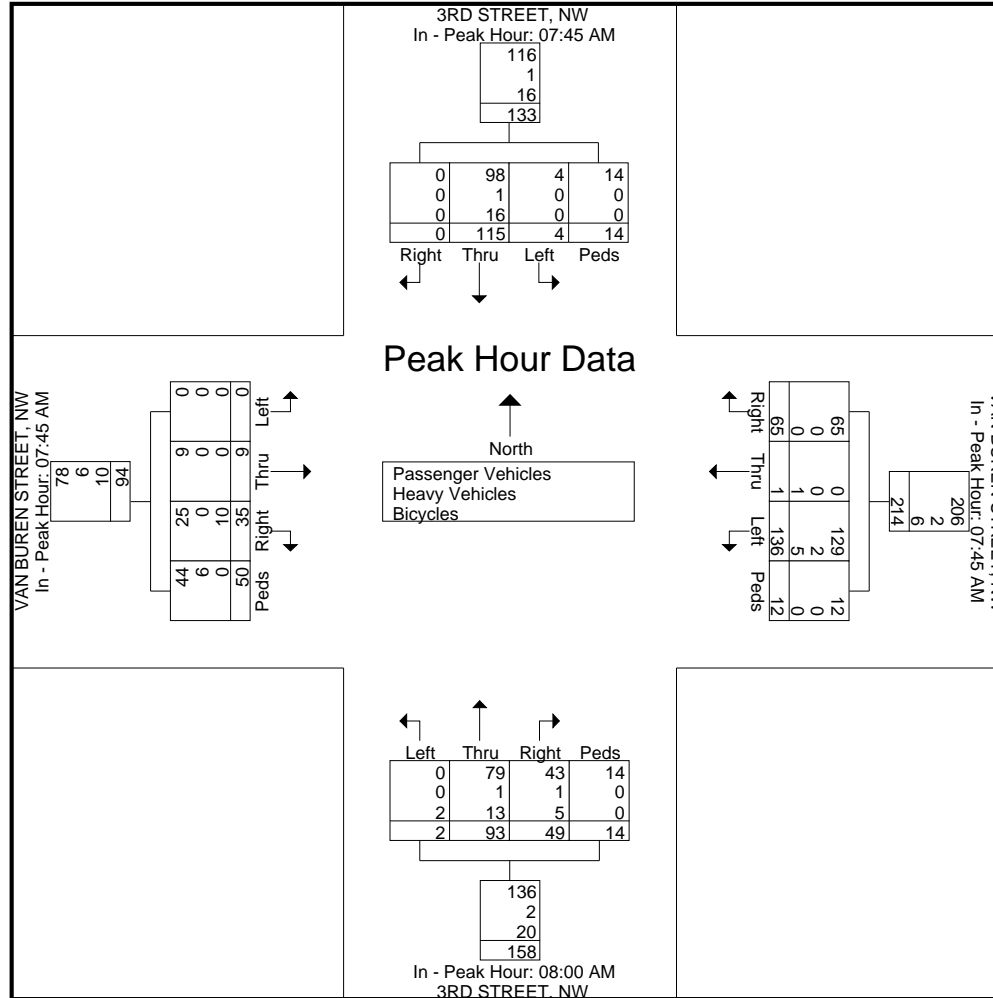 3RD STREET, NW
In - Peak Hour: 07:45 AM
116
1
16
133
0 98 4 14
0 1 0 0
0 16 0 0
0 115 4 14
Right Thru Left Peds
Peak Hour Data
North
Passenger Vehicles
Heavy Vehicles
Bicycles
VAN BUREN STREET, NW
In - Peak Hour: 07:45 AM
78
6
10
94
0 0 0 0 Left
9 0 0 9 Thru
25 0 10 35 Right
44 6 0 50 Peds
Right 65 0 0 65
Thru 1 1 0 0
Left 136 5 2 129
Peds 12 0 0 12
206
2
6
214
In - Peak Hour: 07:45 AM
Left Thru Right Peds
0 79 43 14
0 1 1 0
2 13 5 0
2 93 49 14
136
2
20
158
In - Peak Hour: 08:00 AM
3RD STREET, NW